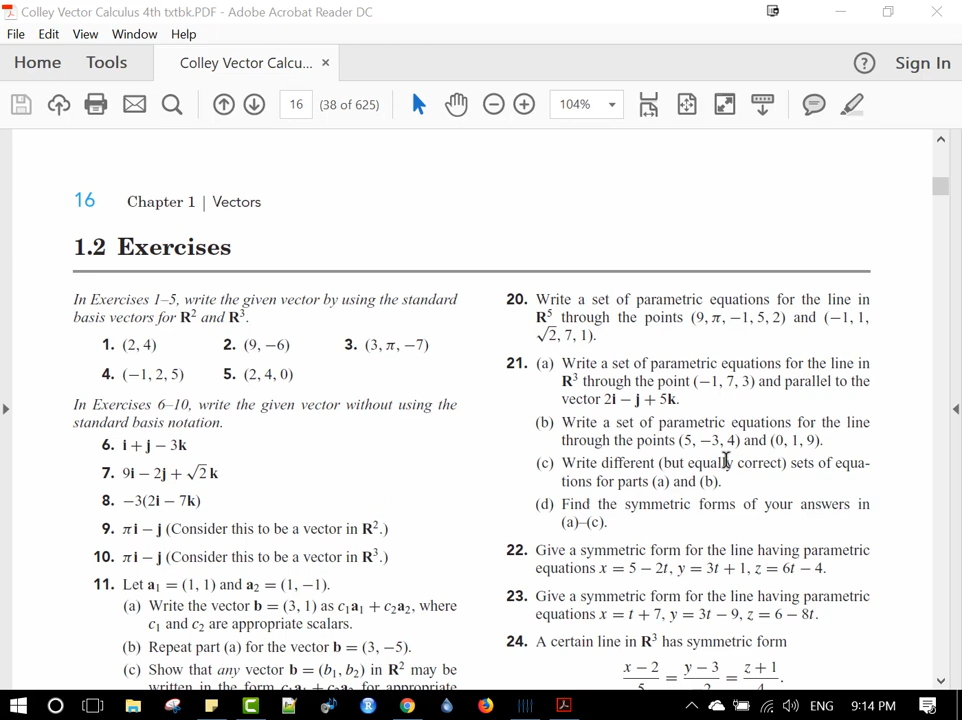 Colley Vector Calculus 4th txtbk.PDF - Adobe Acrobat Reader DC
File Edit View Window Help
Home Tools Colley Vector Calcu... × Sign In
16 (38 of 625) 104%
16 Chapter 1 | Vectors
1.2 Exercises
In Exercises 1–5, write the given vector by using the standard
basis vectors for R² and R³.
1. (2, 4) 2. (9, −6) 3. (3, π, −7)
4. (−1, 2, 5) 5. (2, 4, 0)
In Exercises 6–10, write the given vector without using the
standard basis notation.
6. i + j − 3k
7. 9i − 2j + √2 k
8. −3(2i − 7k)
9. πi − j (Consider this to be a vector in R².)
10. πi − j (Consider this to be a vector in R³.)
11. Let a₁ = (1, 1) and a₂ = (1, −1).
(a) Write the vector b = (3, 1) as c₁a₁ + c₂a₂, where
c₁ and c₂ are appropriate scalars.
(b) Repeat part (a) for the vector b = (3, −5).
(c) Show that any vector b = (b₁, b₂) in R² may be
written in the form c₁a₁ + c₂a₂ for appropriate
20. Write a set of parametric equations for the line in
R⁵ through the points (9, π, −1, 5, 2) and (−1, 1,
√2, 7, 1).
21. (a) Write a set of parametric equations for the line in
R³ through the point (−1, 7, 3) and parallel to the
vector 2i − j + 5k.
(b) Write a set of parametric equations for the line
through the points (5, −3, 4) and (0, 1, 9).
(c) Write different (but equally correct) sets of equa-
tions for parts (a) and (b).
(d) Find the symmetric forms of your answers in
(a)–(c).
22. Give a symmetric form for the line having parametric
equations x = 5 − 2t, y = 3t + 1, z = 6t − 4.
23. Give a symmetric form for the line having parametric
equations x = t + 7, y = 3t − 9, z = 6 − 8t.
24. A certain line in R³ has symmetric form
x − 2 = y − 3 = z + 1
ENG 9:14 PM